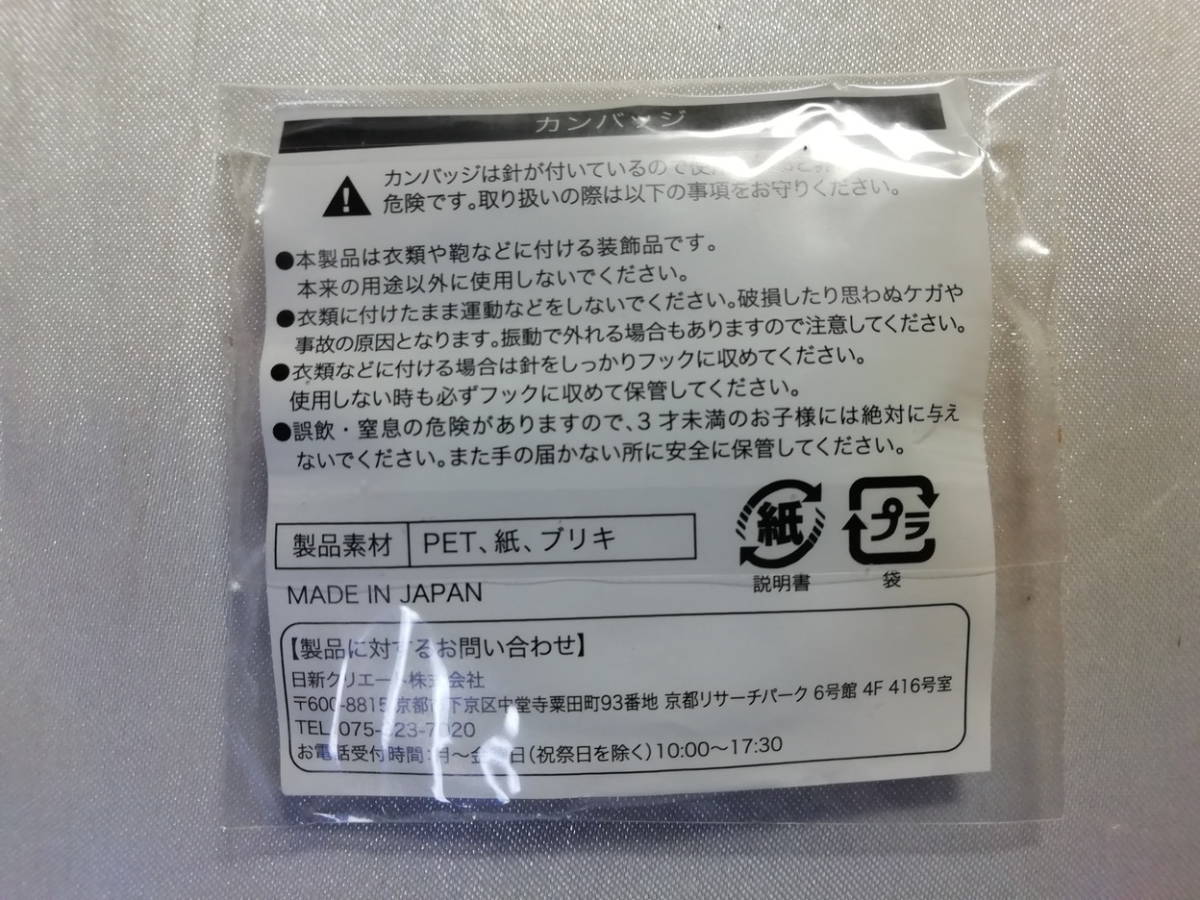 カンバッジ
カンバッジは針が付いているので使
危険です。取り扱いの際は以下の事項をお守りください。
●本製品は衣類や鞄などに付ける装飾品です。
本来の用途以外に使用しないでください。
●衣類に付けたまま運動などをしないでください。破損したり思わぬケガや
事故の原因となります。振動で外れる場合もありますので注意してください。
●衣類などに付ける場合は針をしっかりフックに収めてください。
使用しない時も必ずフックに収めて保管してください。
●誤飲・窒息の危険がありますので、3才未満のお子様には絶対に与え
ないでください。また手の届かない所に安全に保管してください。
製品素材 PET、紙、ブリキ
紙 プラ
説明書 袋
MADE IN JAPAN
【製品に対するお問い合わせ】
日新クリエート株式会社
〒600-8815 京都市下京区中堂寺粟田町93番地 京都リサーチパーク 6号館 4F 416号室
TEL
お電話受付時間:月〜金曜日(祝祭日を除く)10:00〜17:30